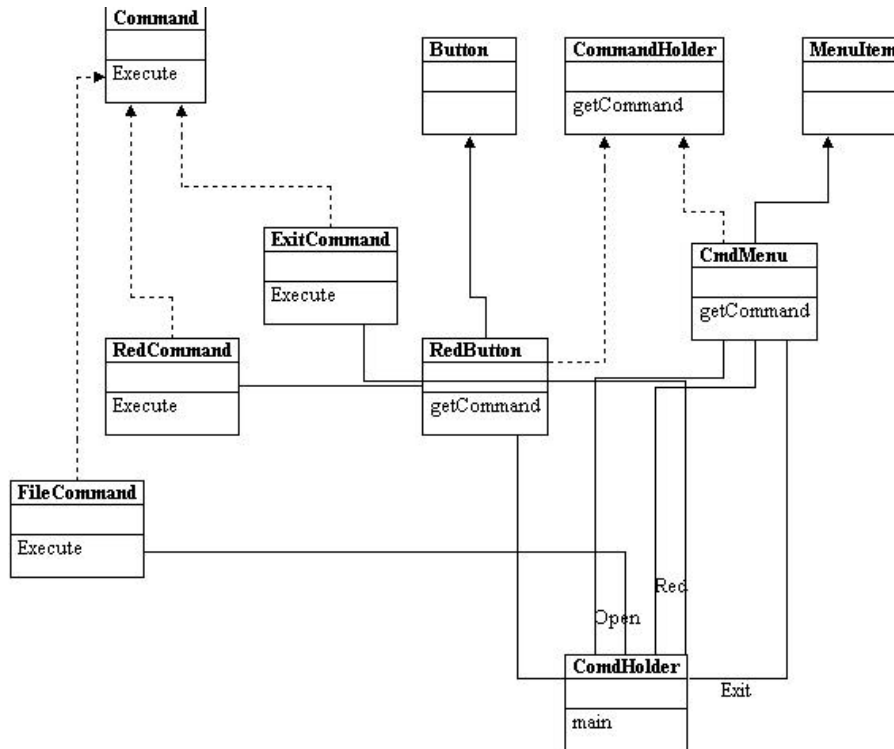 Command
Execute
Button
CommandHolder
getCommand
MenuItem
ExitCommand
Execute
CmdMenu
getCommand
RedCommand
Execute
RedButton
getCommand
FileCommand
Execute
Red
Open
ComdHolder
main
Exit